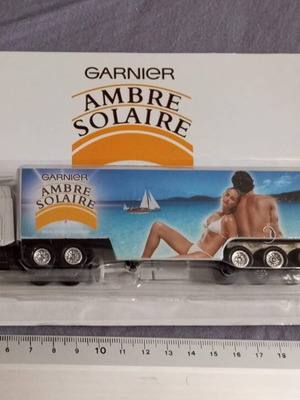 GARNIER
AMBRE
SOLAIRE
GARNIER
AMBRE
SOLAIRE
6 7 8 9 10 11 12 13 14 15 16 17 18